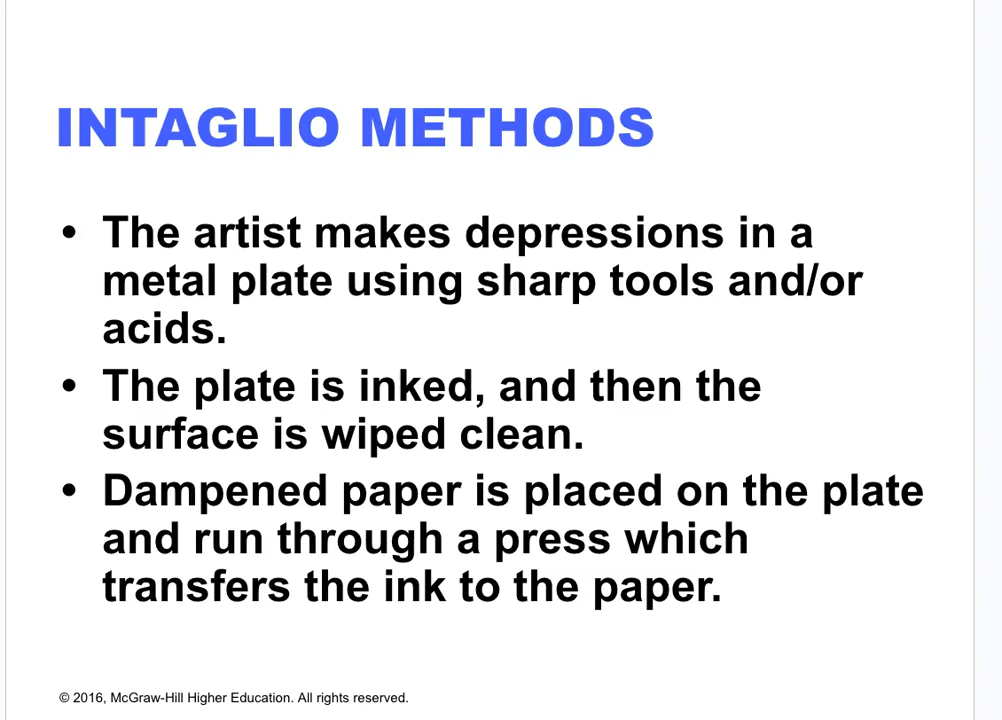 INTAGLIO METHODS
• The artist makes depressions in a
metal plate using sharp tools and/or
acids.
• The plate is inked, and then the
surface is wiped clean.
• Dampened paper is placed on the plate
and run through a press which
transfers the ink to the paper.
© 2016, McGraw-Hill Higher Education. All rights reserved.